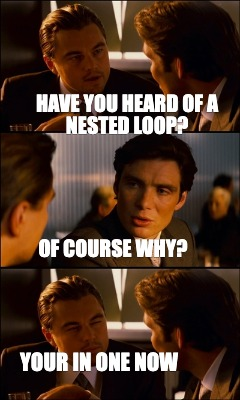 HAVE YOU HEARD OF A
NESTED LOOP?
OF COURSE WHY?
YOUR IN ONE NOW